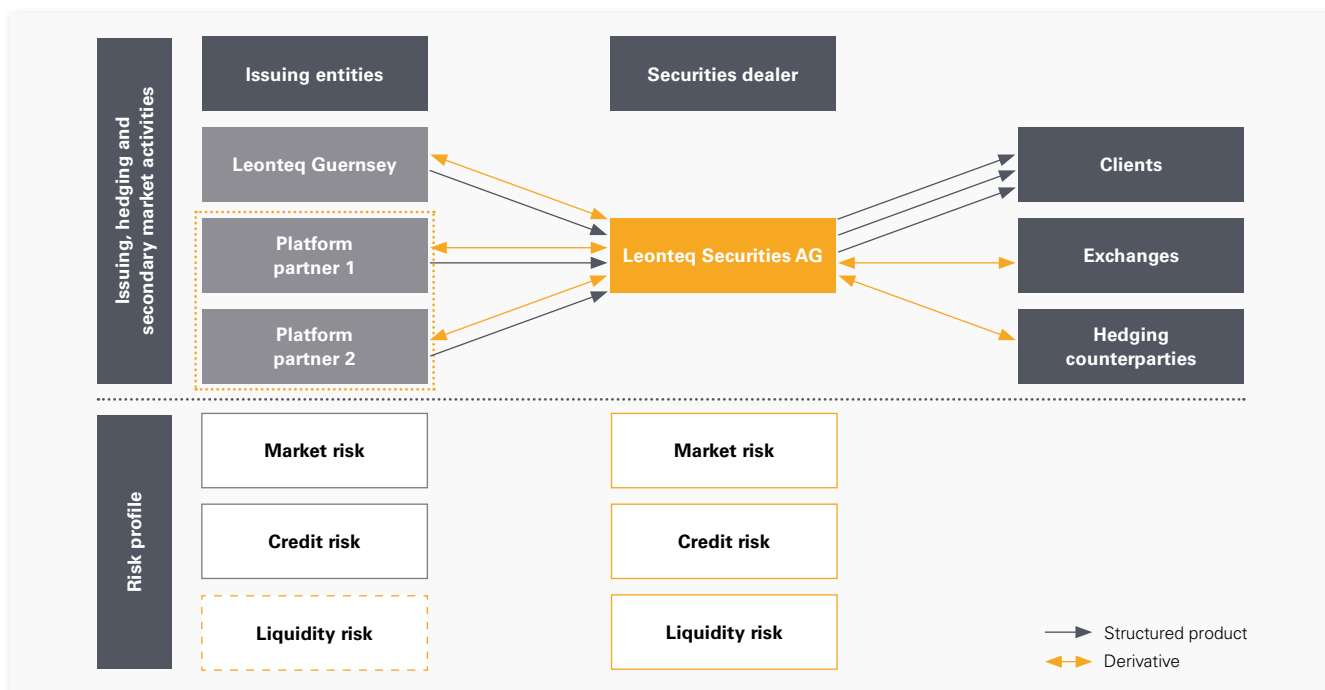 Issuing, hedging and
secondary market activities
Issuing entities
Securities dealer
Leonteq Guernsey
Clients
Platform
partner 1
Leonteq Securities AG
Exchanges
Platform
partner 2
Hedging
counterparties
Risk profile
Market risk
Market risk
Credit risk
Credit risk
Liquidity risk
Liquidity risk
Structured product
Derivative